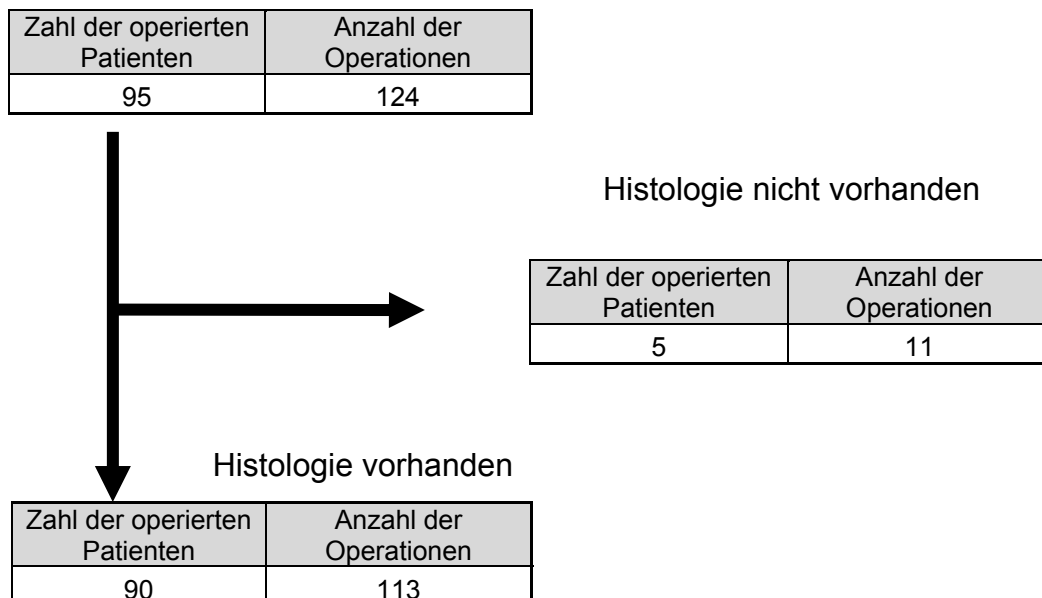 Zahl der operierten Patienten Anzahl der Operationen
95 124
Histologie nicht vorhanden
Zahl der operierten Patienten Anzahl der Operationen
5 11
Histologie vorhanden
Zahl der operierten Patienten Anzahl der Operationen
90 113